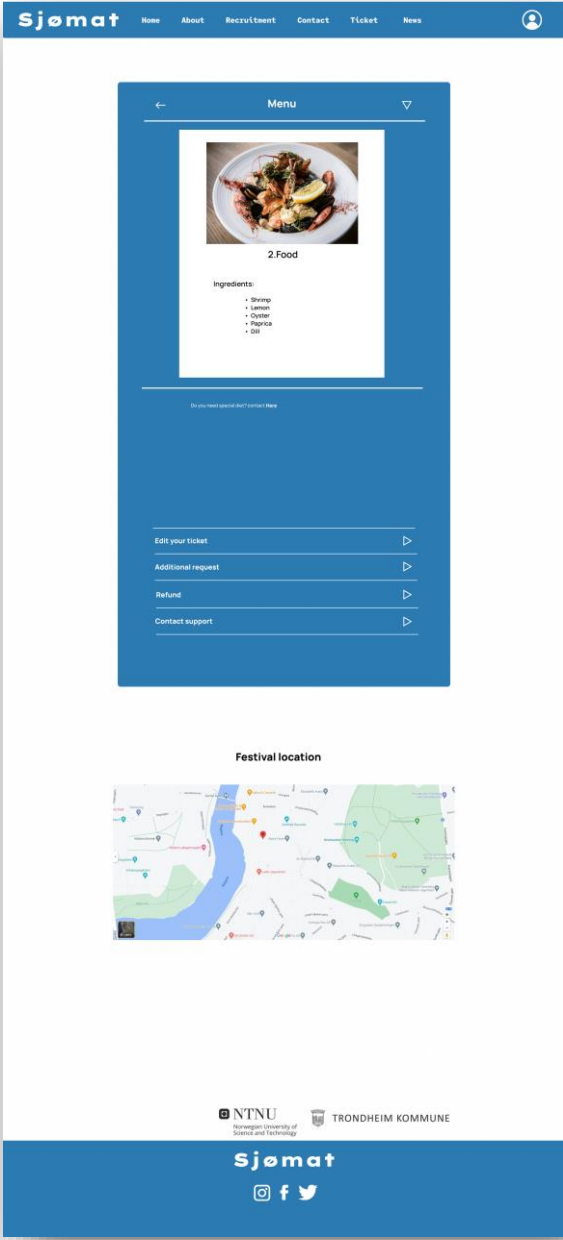 Sjømat
Home About Recruitment Contact Ticket News
Menu
2.Food
Ingredients:
• Shrimp
• Lemon
• Oyster
• Paprica
• Dill
Do you need special diet? contact Here
Edit your ticket
Additional request
Refund
Contact support
Festival location
NTNU
Norwegian University of
Science and Technology
TRONDHEIM KOMMUNE
Sjømat